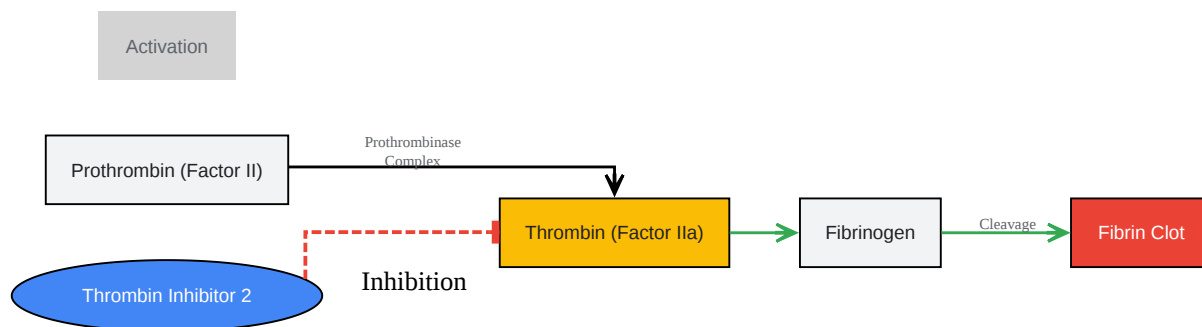 Activation
Prothrombinase
Complex
Prothrombin (Factor II)
Thrombin (Factor IIa)
Fibrinogen
Cleavage
Fibrin Clot
Inhibition
Thrombin Inhibitor 2